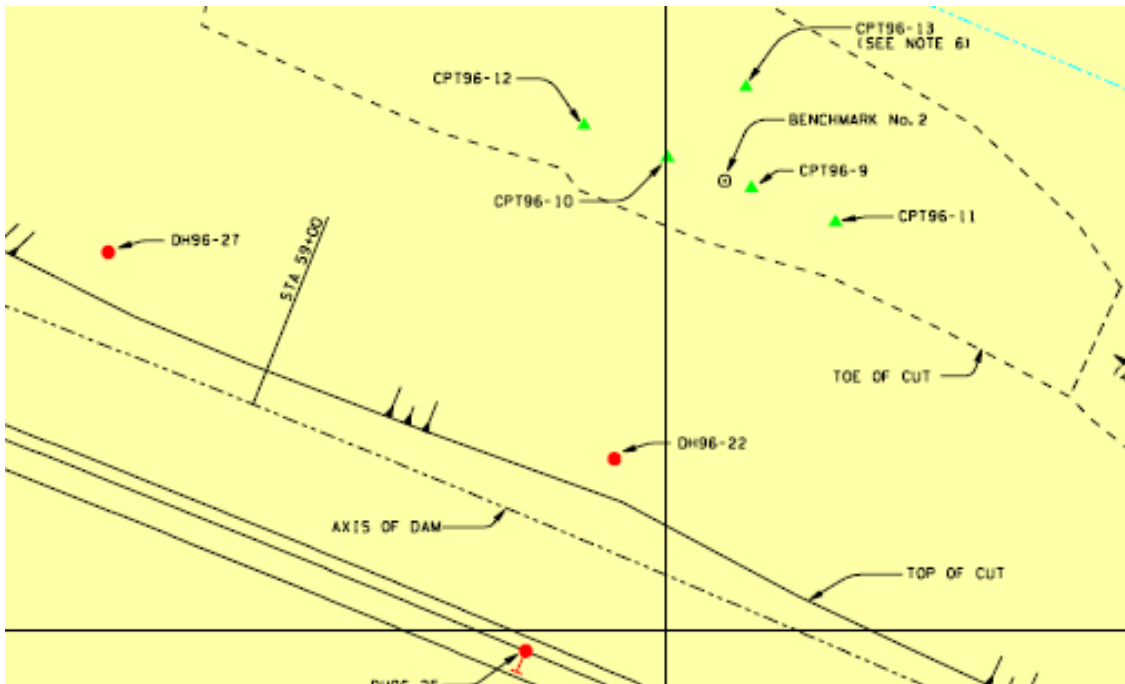 CPT96-13
(SEE NOTE 6)
CPT96-12
BENCHMARK No. 2
CPT96-9
CPT96-10
CPT96-11
DH96-27
STA 59+00
TOE OF CUT
DH96-22
AXIS OF DAM
TOP OF CUT